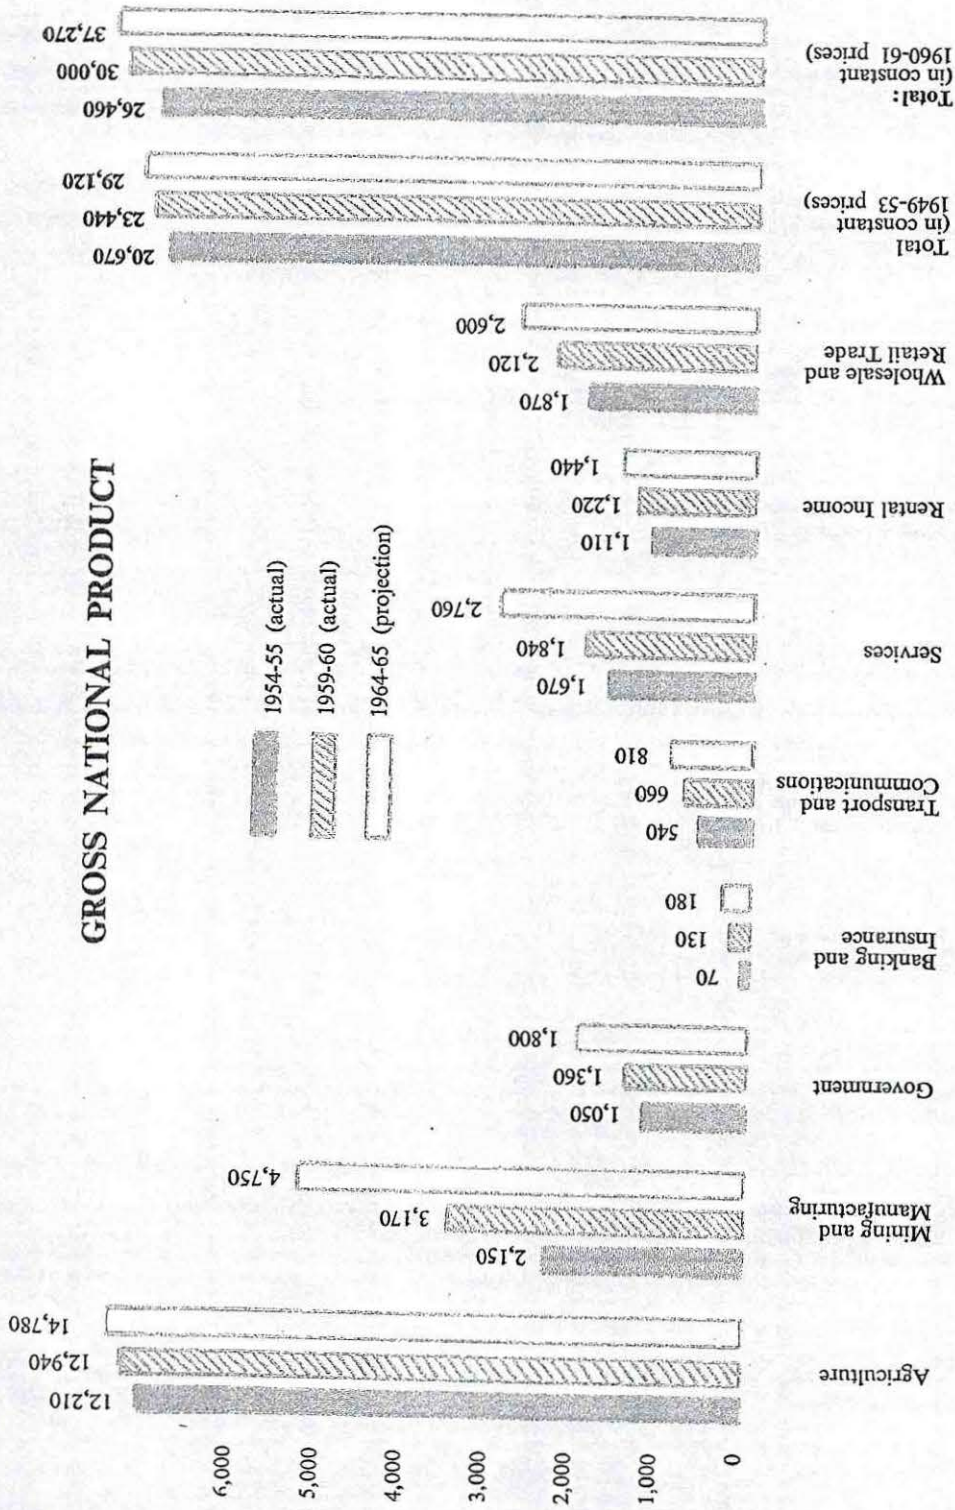 GROSS NATIONAL PRODUCT
1954-55 (actual)
1959-60 (actual)
1964-65 (projection)
6,000
5,000
4,000
3,000
2,000
1,000
0
12,210
12,940
14,780
Agriculture
2,150
3,170
4,750
Mining and
Manufacturing
1,050
1,360
1,800
Government
70
130
180
Banking and
Insurance
540
660
810
Transport and
Communications
1,670
1,840
2,760
Services
1,110
1,220
1,440
Rental Income
1,870
2,120
2,600
Wholesale and
Retail Trade
20,670
23,440
29,120
Total
(in constant
1949-53 prices)
26,460
30,000
37,270
Total:
(in constant
1960-61 prices)